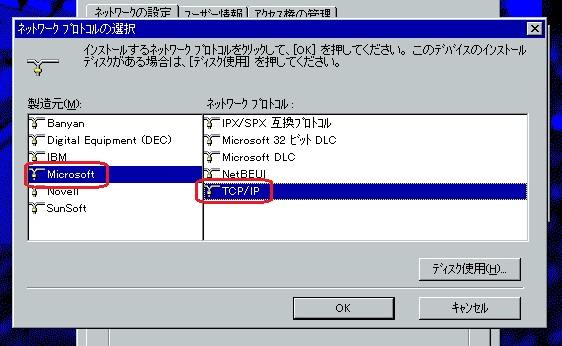 ネットワークの設定 ユーザー情報 アクセス権の管理
ネットワーク プロトコルの選択
インストールするネットワーク プロトコルをクリックして、[OK] を押してください。このデバイスのインストール
ディスクがある場合は、[ディスク使用] を押してください。
製造元(M):
ネットワーク プロトコル:
Banyan
Digital Equipment (DEC)
IBM
Microsoft
Novell
SunSoft
IPX/SPX 互換プロトコル
Microsoft 32 ビット DLC
Microsoft DLC
NetBEUI
TCP/IP
ディスク使用(H)...
OK
キャンセル